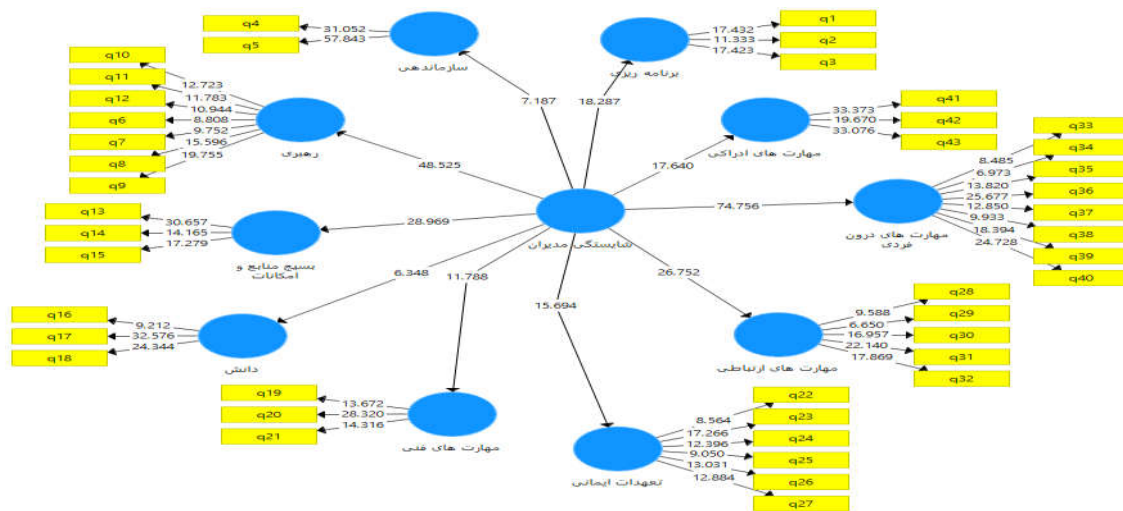 q4
31.052
q5
57.843
سازماندهی
q1
17.432
q2
11.333
q3
17.423
برنامه ریزی
q10
12.723
q11
11.783
q12
10.944
q6
8.808
q7
9.752
q8
15.596
q9
19.755
رهبری
7.187
18.287
q41
33.373
q42
19.670
q43
33.076
مهارت های ادراکی
17.640
48.525
q33
8.485
q34
6.973
q35
13.820
q36
25.677
q37
12.850
q38
9.933
q39
18.394
q40
24.728
مهارت های درون
فردی
74.756
شایستگی مدیران
q13
30.657
q14
14.165
q15
17.279
بسیج منابع و
امکانات
28.969
6.348
11.788
15.694
26.752
q16
9.212
q17
32.576
q18
24.344
دانش
q28
9.588
q29
6.650
q30
16.957
q31
22.140
q32
17.869
مهارت های ارتباطی
q19
13.672
q20
28.320
q21
14.316
مهارت های فنی
q22
8.564
q23
17.266
q24
12.396
q25
9.050
q26
13.031
q27
12.884
تعهدات ایمانی